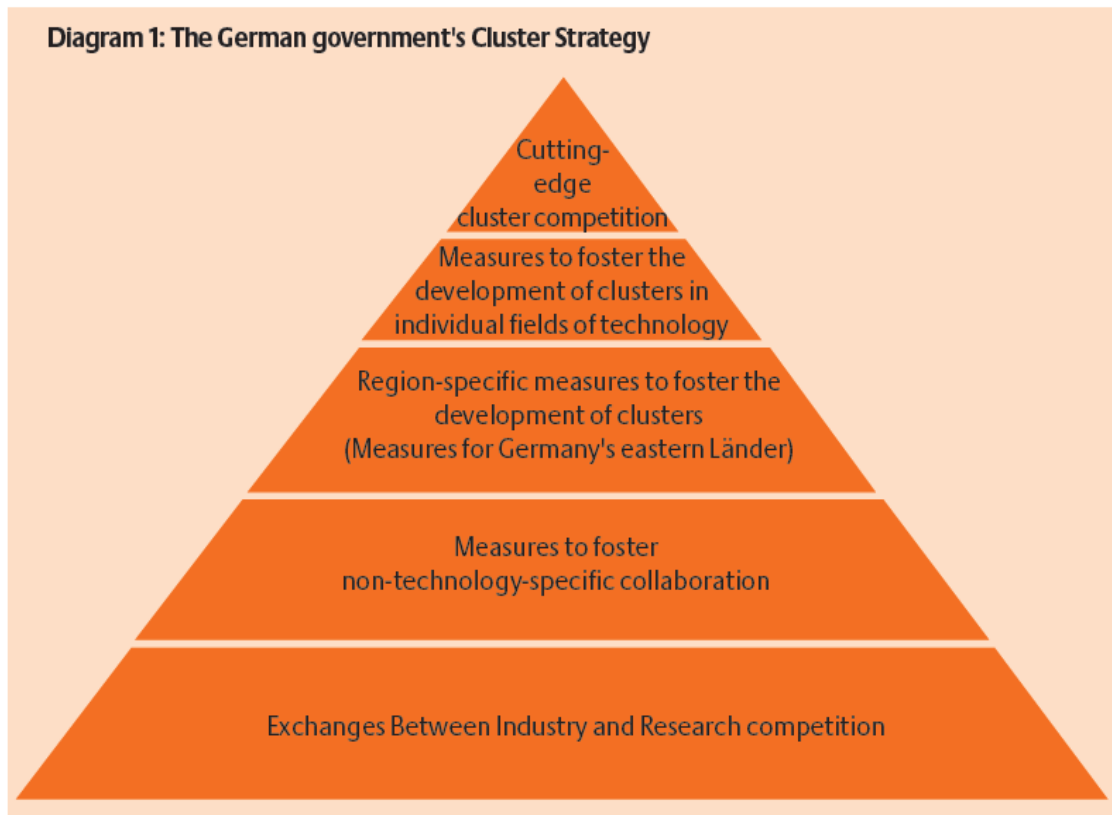 Diagram 1: The German government's Cluster Strategy
Cutting-
edge
cluster competition
Measures to foster the
development of clusters in
individual fields of technology
Region-specific measures to foster the
development of clusters
(Measures for Germany's eastern Länder)
Measures to foster
non-technology-specific collaboration
Exchanges Between Industry and Research competition